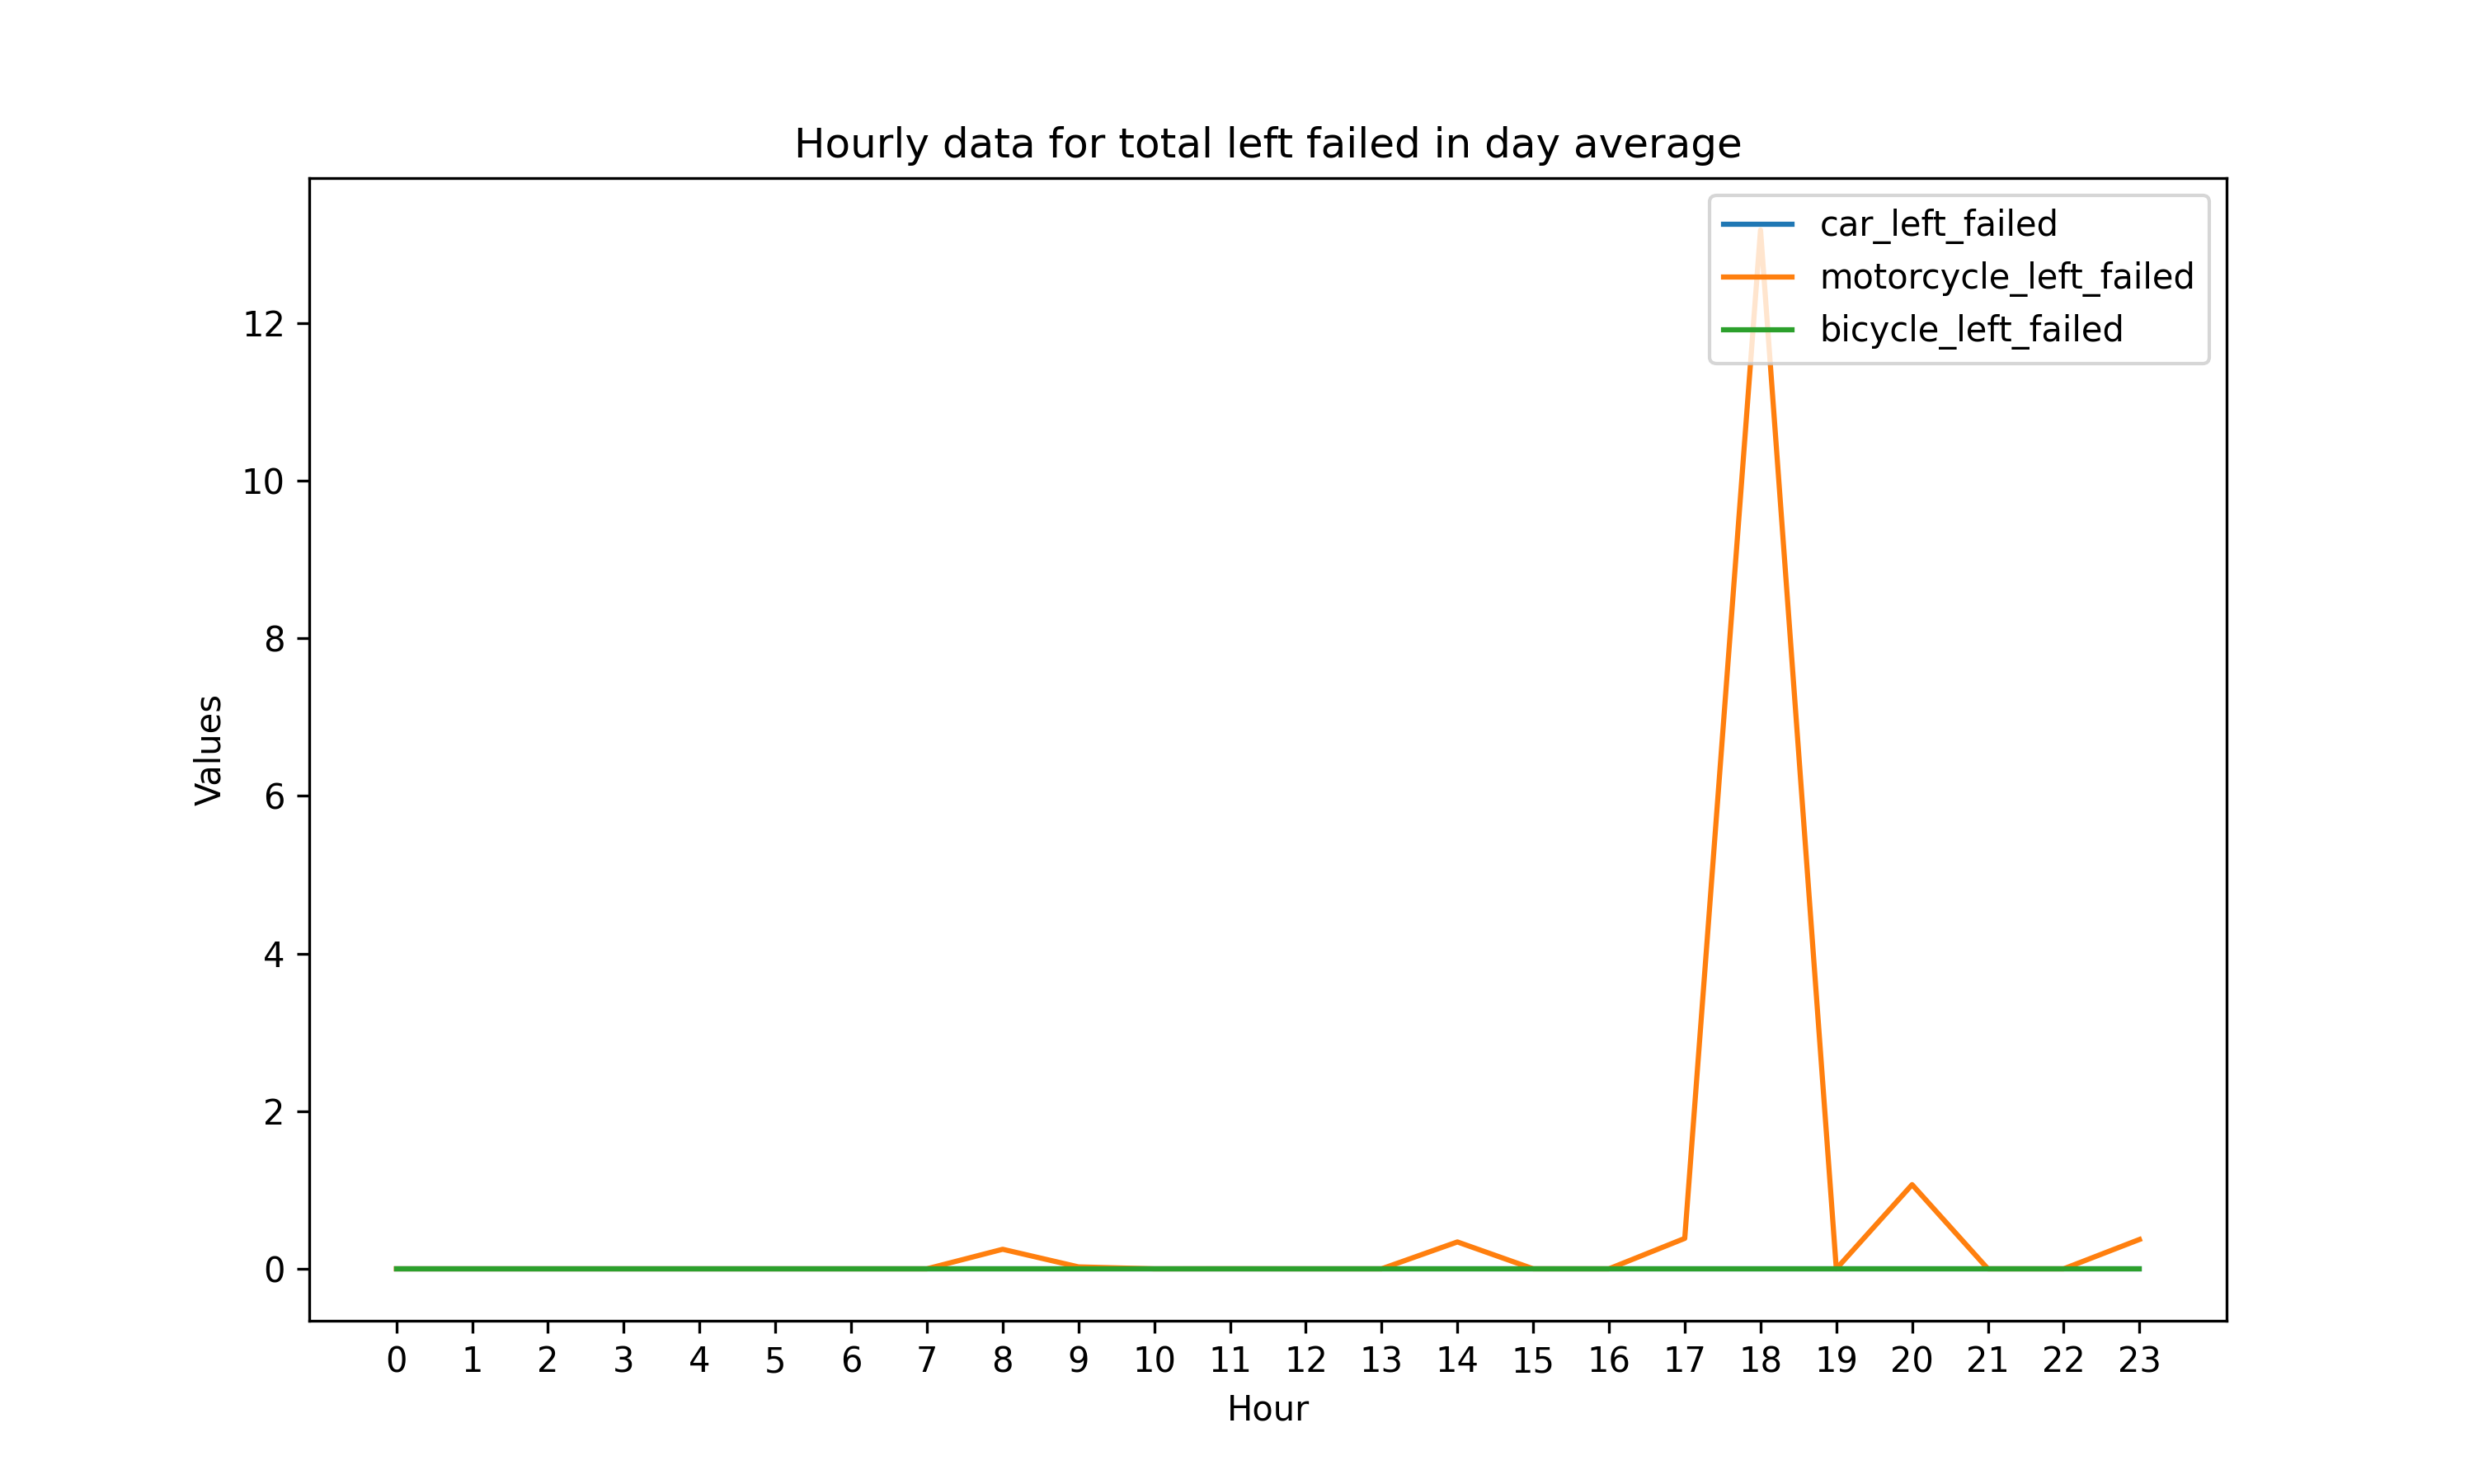 Hourly data for total left failed in day average
car_left_failed
motorcycle_left_failed
bicycle_left_failed
12
10
8
6
4
2
0
Values
0 1 2 3 4 5 6 7 8 9 10 11 12 13 14 15 16 17 18 19 20 21 22 23
Hour